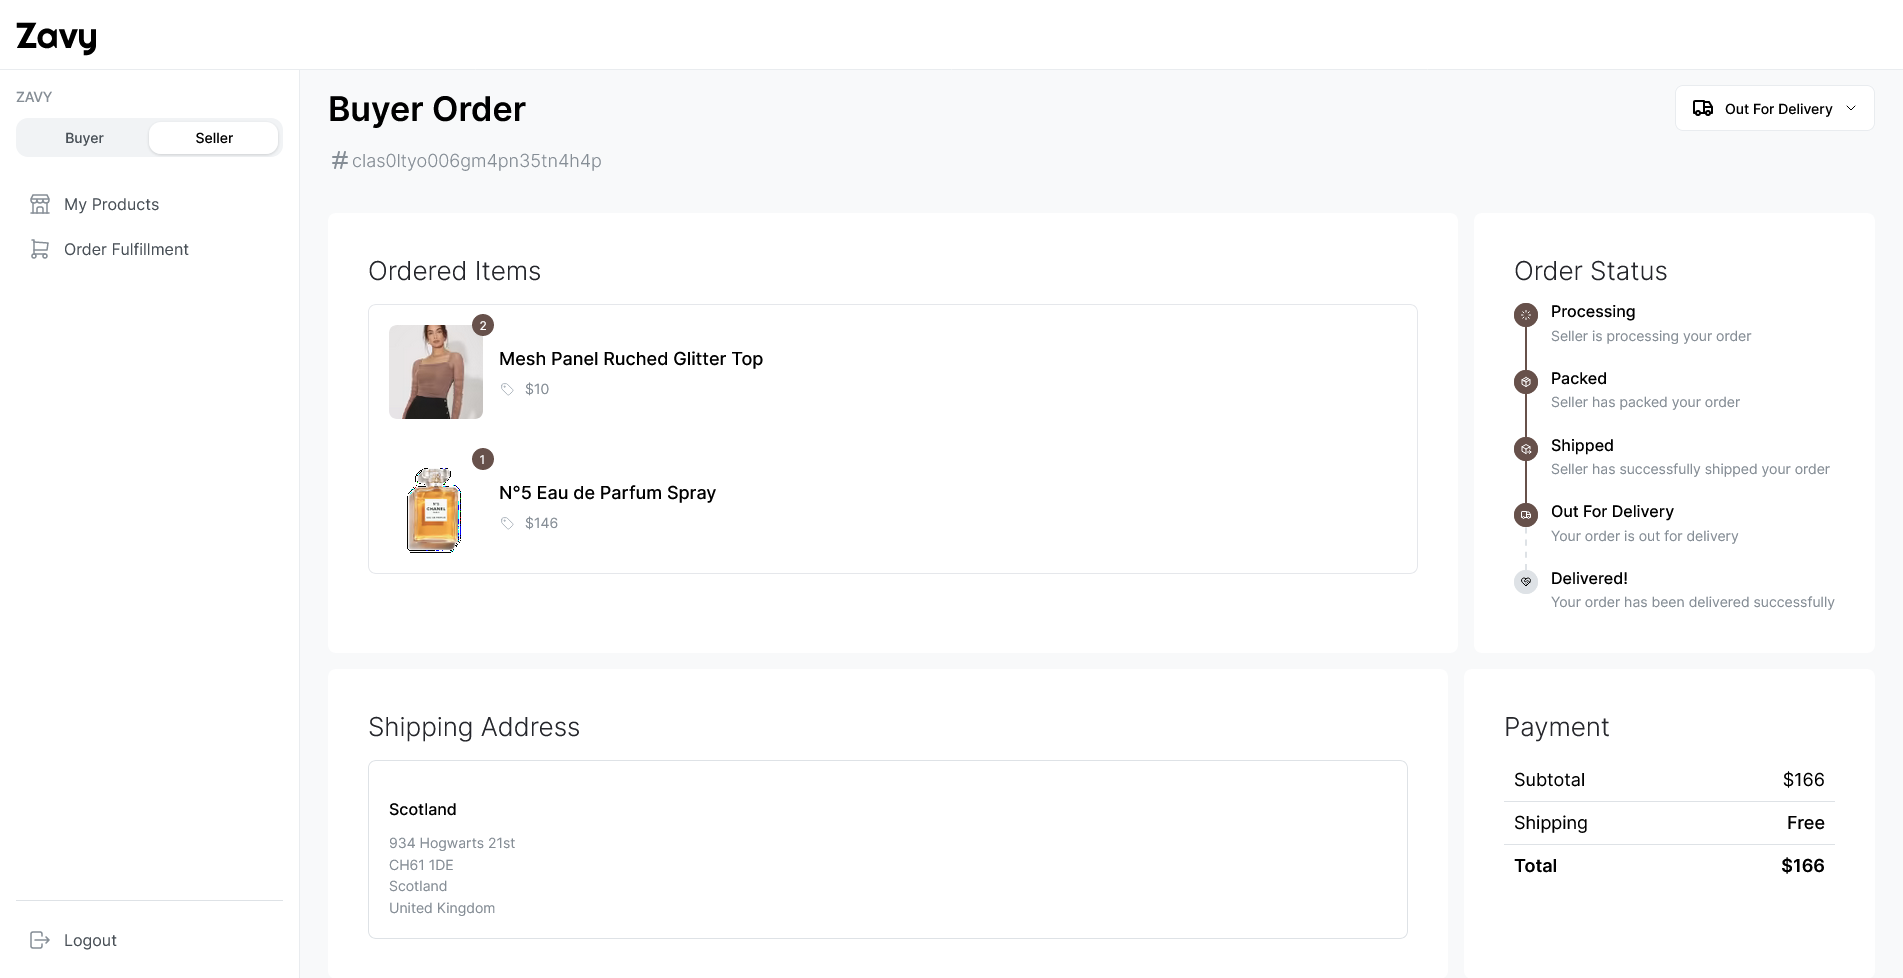 Zavy
ZAVY
Buyer
Seller
My Products
Order Fulfillment
Logout
Buyer Order
Out For Delivery
#clas0ltyo006gm4pn35tn4h4p
Ordered Items
2
Mesh Panel Ruched Glitter Top
$10
1
N°5
CHANEL
N°5 Eau de Parfum Spray
$146
Order Status
Processing
Seller is processing your order
Packed
Seller has packed your order
Shipped
Seller has successfully shipped your order
Out For Delivery
Your order is out for delivery
Delivered!
Your order has been delivered successfully
Shipping Address
Scotland
934 Hogwarts 21st
CH61 1DE
Scotland
United Kingdom
Payment
Subtotal $166
Shipping Free
Total $166